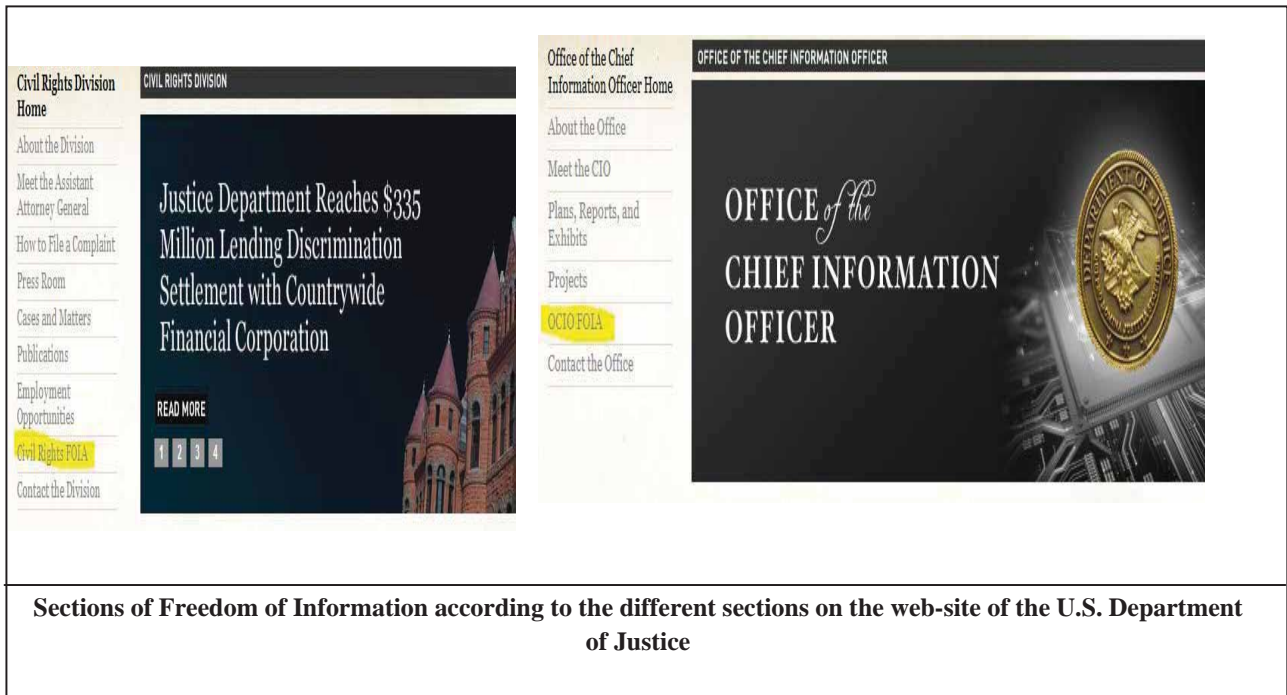 Civil Rights Division
Home
About the Division
Meet the Assistant
Attorney General
How to File a Complaint
Press Room
Cases and Matters
Publications
Employment
Opportunities
Civil Rights FOIA
Contact the Division
CIVIL RIGHTS DIVISION
Justice Department Reaches $335
Million Lending Discrimination
Settlement with Countrywide
Financial Corporation
READ MORE
1 2 3 4
Office of the Chief
Information Officer Home
About the Office
Meet the CIO
Plans, Reports, and
Exhibits
Projects
OCIO FOIA
Contact the Office
OFFICE OF THE CHIEF INFORMATION OFFICER
OFFICE of the
CHIEF INFORMATION
OFFICER
DEPARTMENT OF JUSTICE
Sections of Freedom of Information according to the different sections on the web-site of the U.S. Department
of Justice